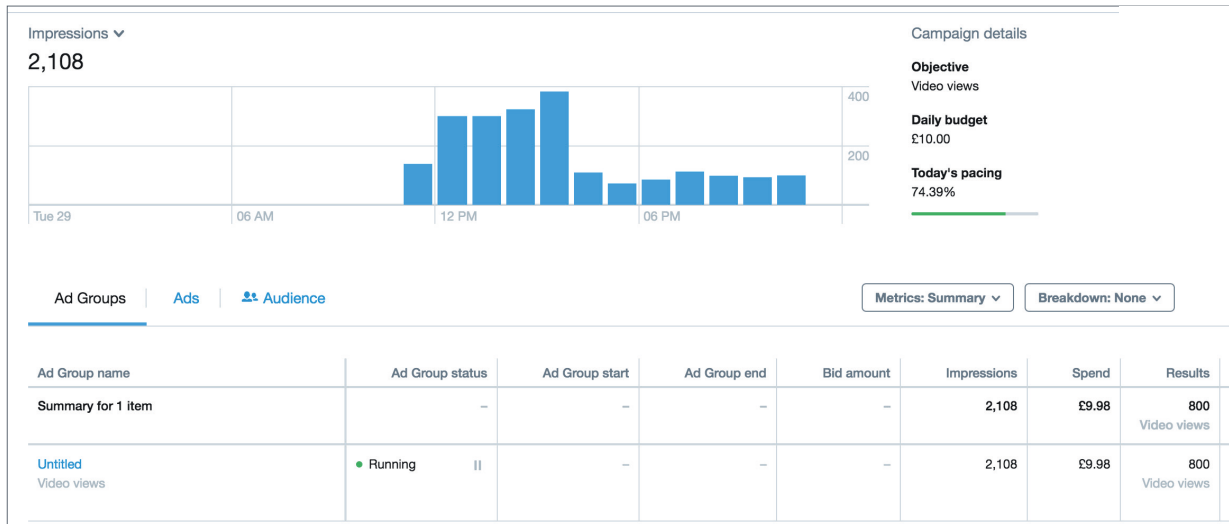 Impressions
2,108
400
200
Tue 29
06 AM
12 PM
06 PM
Campaign details
Objective
Video views
Daily budget
£10.00
Today's pacing
74.39%
Ad Groups Ads Audience Metrics: Summary Breakdown: None
Ad Group name Ad Group status Ad Group start Ad Group end Bid amount Impressions Spend Results
Summary for 1 item – – – – 2,108 £9.98 800
Video views
Untitled Running – – – 2,108 £9.98 800
Video views Video views